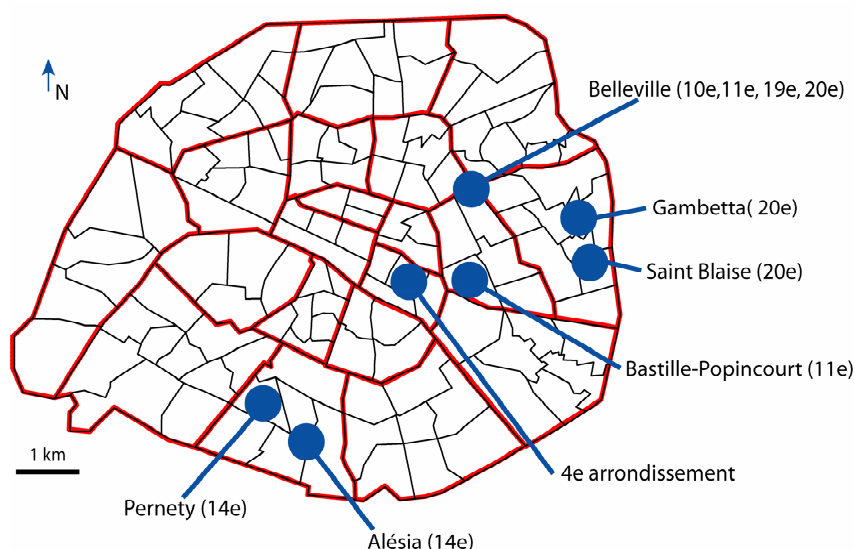 N
Belleville (10e,11e, 19e, 20e)
Gambetta( 20e)
Saint Blaise (20e)
Bastille-Popincourt (11e)
4e arrondissement
1 km
Pernety (14e)
Alésia (14e)